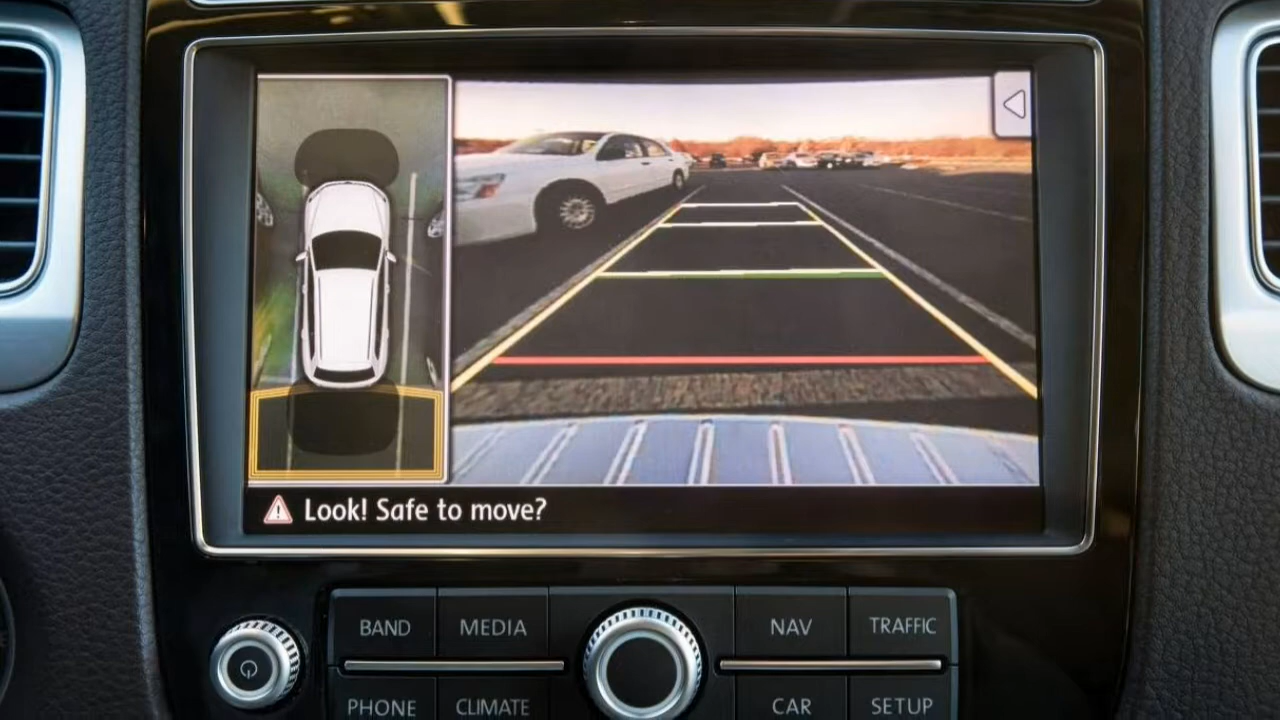 Look! Safe to move?
BAND MEDIA NAV TRAFFIC
PHONE CLIMATE CAR SETUP